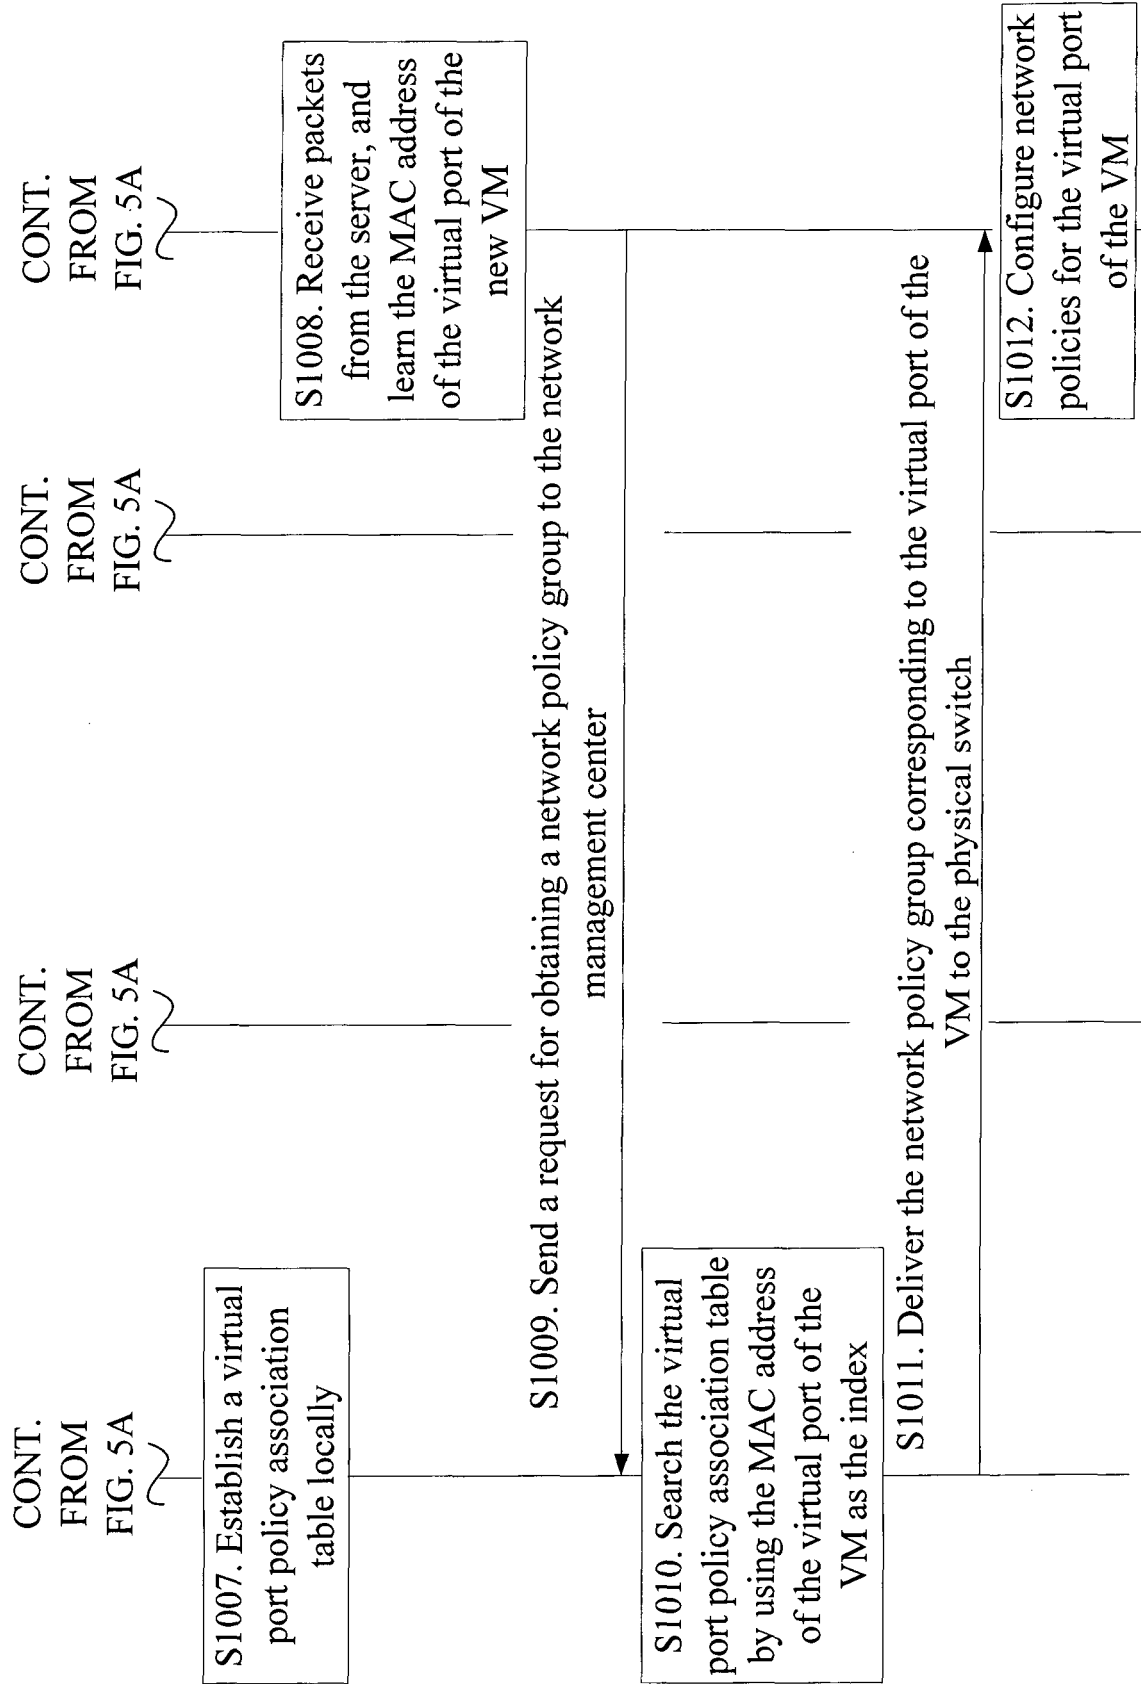 CONT.
FROM
FIG. 5A
CONT.
FROM
FIG. 5A
CONT.
FROM
FIG. 5A
CONT.
FROM
FIG. 5A
S1007. Establish a virtual
port policy association
table locally
S1008. Receive packets
from the server, and
learn the MAC address
of the virtual port of the
new VM
S1009. Send a request for obtaining a network policy group to the network
management center
S1010. Search the virtual
port policy association table
by using the MAC address
of the virtual port of the
VM as the index
S1011. Deliver the network policy group corresponding to the virtual port of the
VM to the physical switch
S1012. Configure network
policies for the virtual port
of the VM